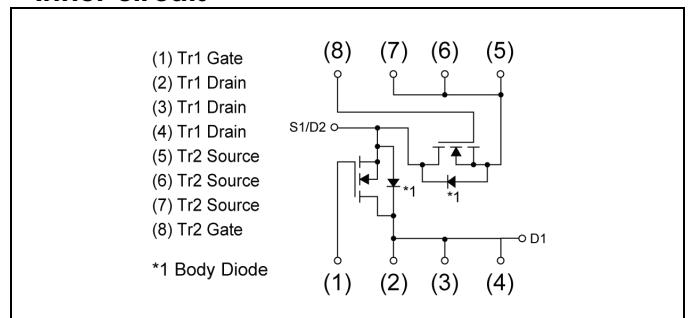 (1) Tr1 Gate
(2) Tr1 Drain
(3) Tr1 Drain
(4) Tr1 Drain
(5) Tr2 Source
(6) Tr2 Source
(7) Tr2 Source
(8) Tr2 Gate
*1 Body Diode
(8) (7) (6) (5)
S1/D2
*1
*1
D1
(1) (2) (3) (4)